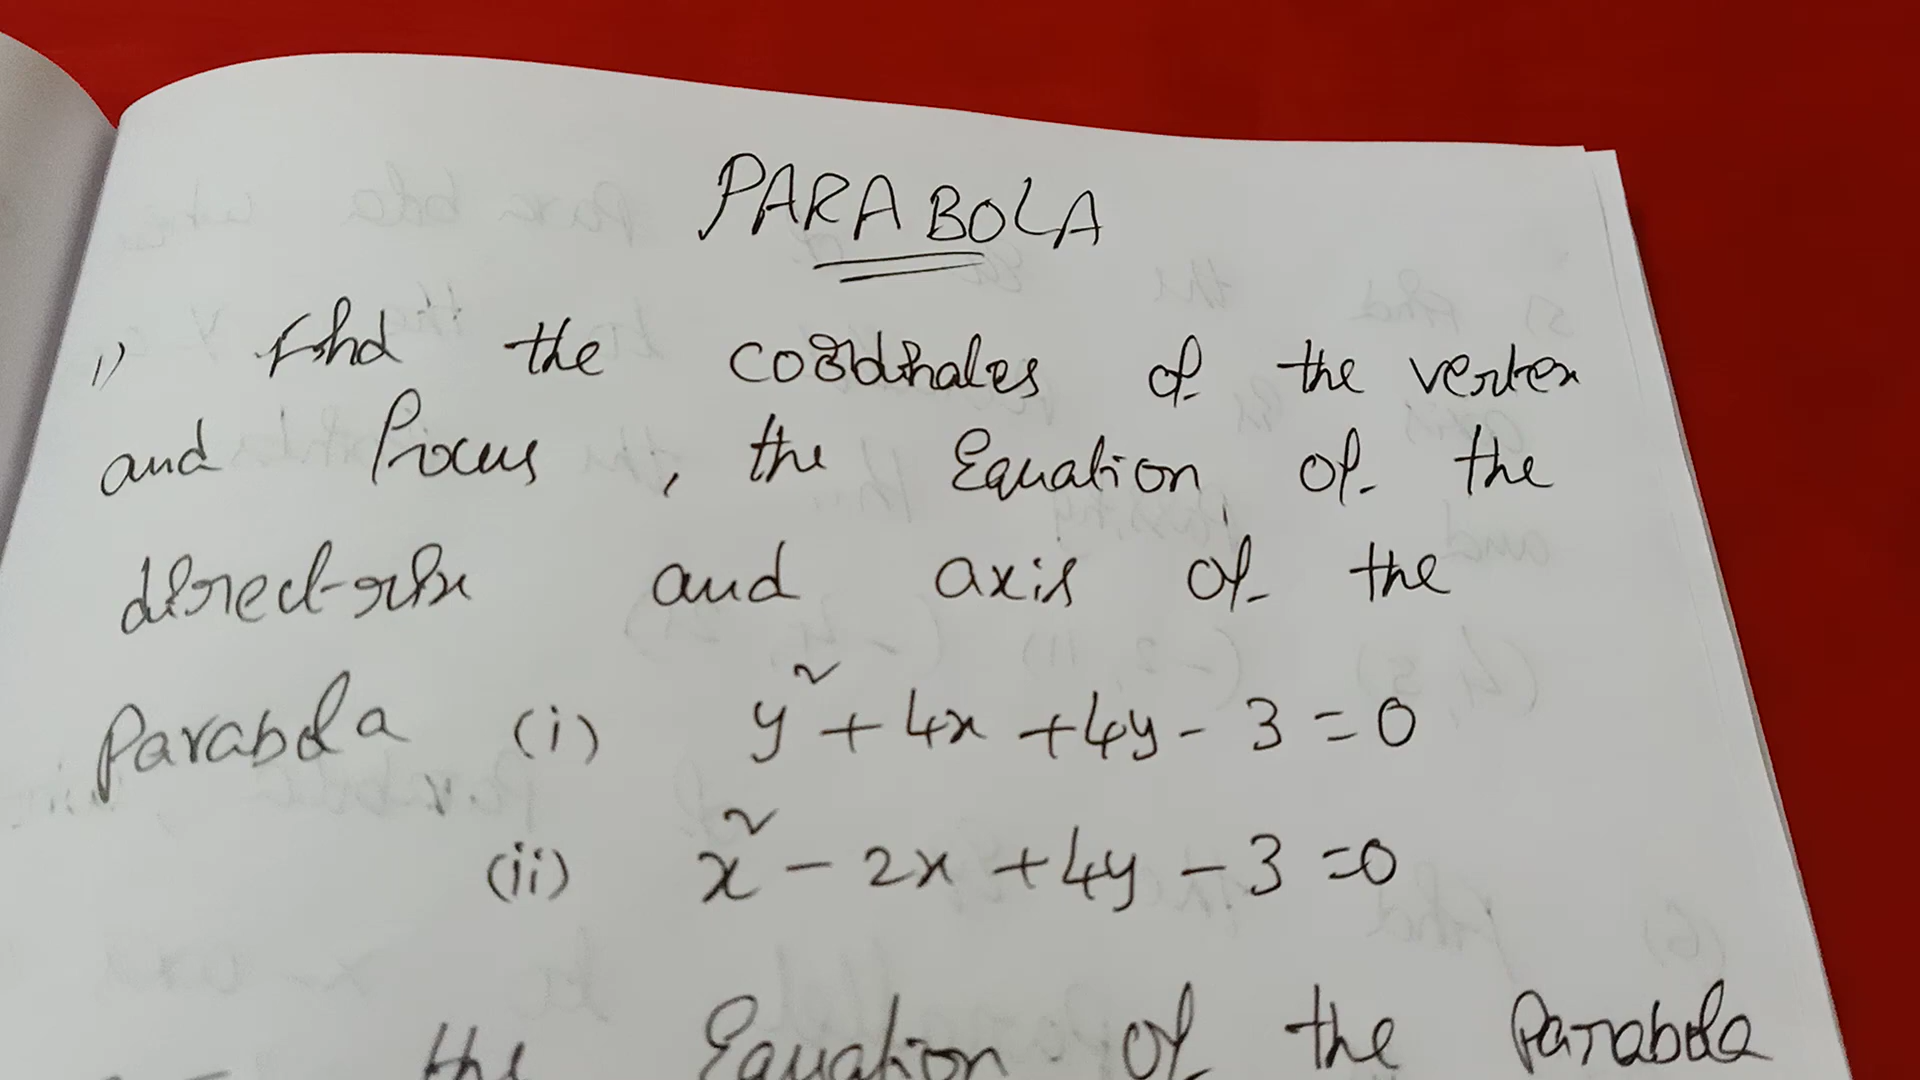 PARABOLA
1) Find the coordinates of the vertex
and focus, the Equation of the
directrix and axis of the
Parabola (i) y² + 4x + 4y - 3 = 0
(ii) x² - 2x + 4y - 3 = 0
the Equation of the Parabola